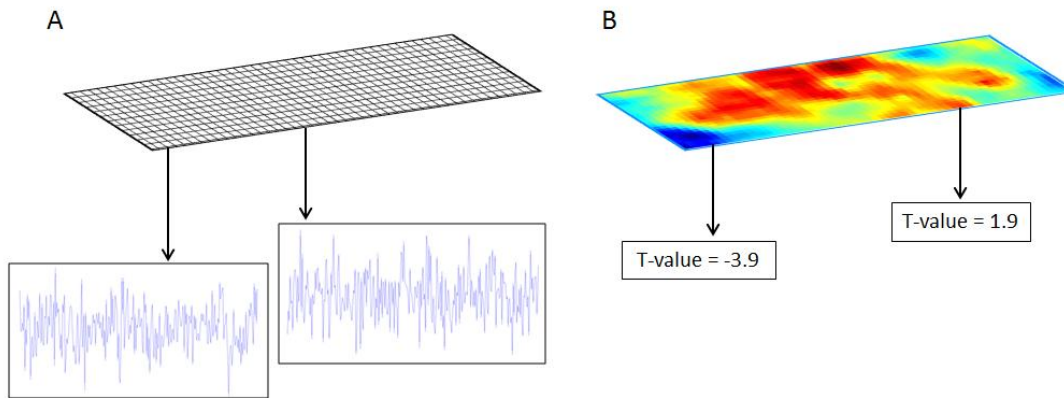 A
B
T-value = 1.9
T-value = -3.9